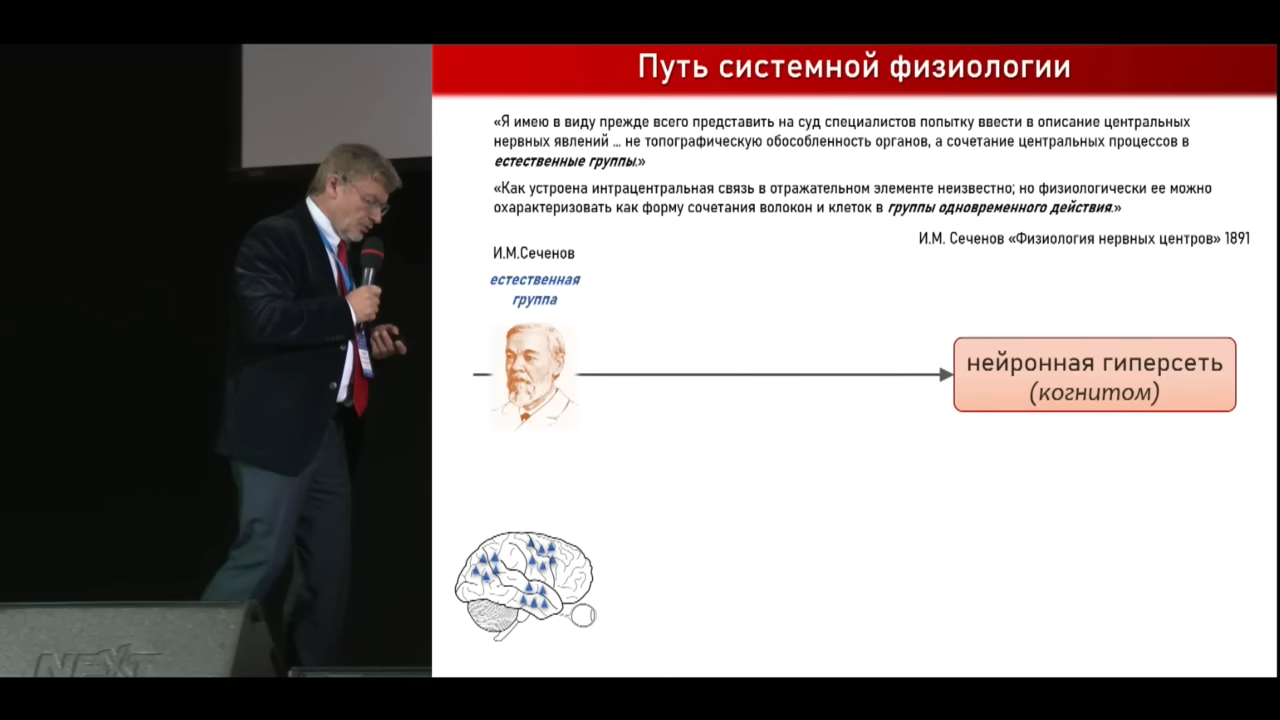 Путь системной физиологии
«Я имею в виду прежде всего представить на суд специалистов попытку ввести в описание центральных
нервных явлений ... не топографическую обособленность органов, а сочетание центральных процессов в
естественные группы.»
«Как устроена интрацентральная связь в отражательном элементе неизвестно; но физиологически ее можно
охарактеризовать как форму сочетания волокон и клеток в группы одновременного действия.»
И.М. Сеченов «Физиология нервных центров» 1891
И.М.Сеченов
естественная
группа
нейронная гиперсеть
(когнитом)
NEXT